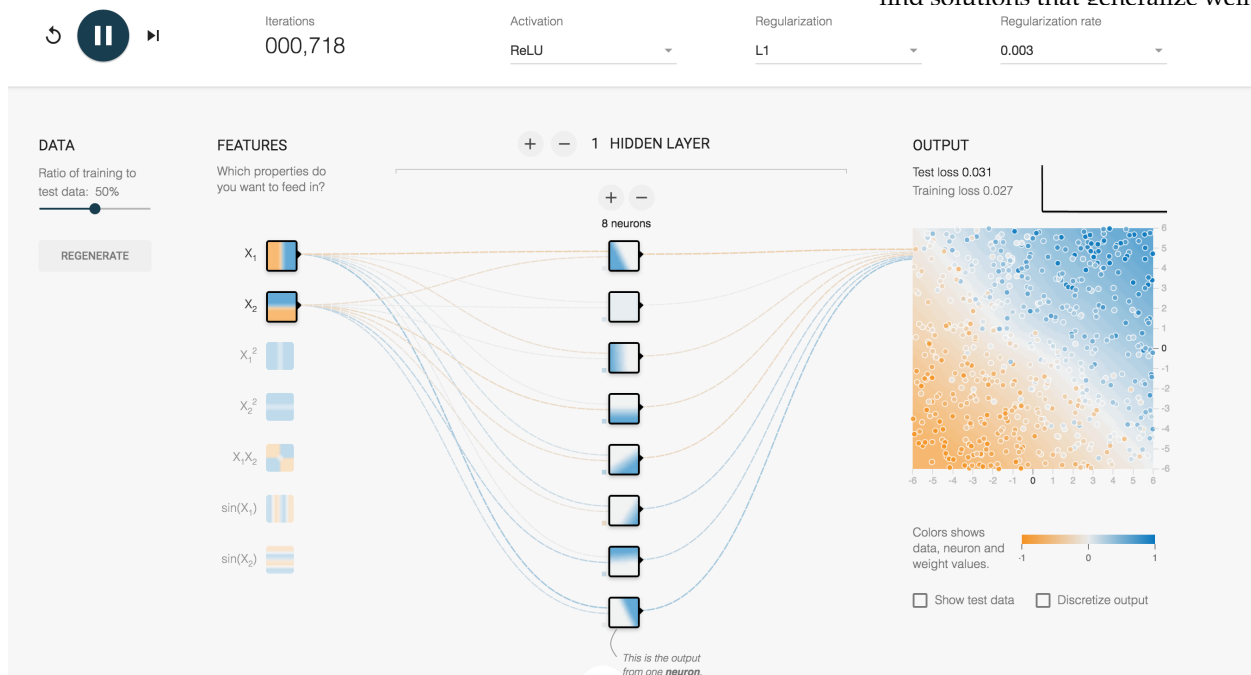 find solutions that generalize well
Iterations
000,718
Activation
ReLU
Regularization
L1
Regularization rate
0.003
DATA
Ratio of training to
test data: 50%
REGENERATE
FEATURES
Which properties do
you want to feed in?
X₁
X₂
X₁²
X₂²
X₁X₂
sin(X₁)
sin(X₂)
1 HIDDEN LAYER
8 neurons
This is the output
from one neuron.
OUTPUT
Test loss 0.031
Training loss 0.027
6
5
4
3
2
1
0
-1
-2
-3
-4
-5
-6
-6 -5 -4 -3 -2 -1 0 1 2 3 4 5 6
Colors shows
data, neuron and
weight values.
-1 0 1
Show test data
Discretize output